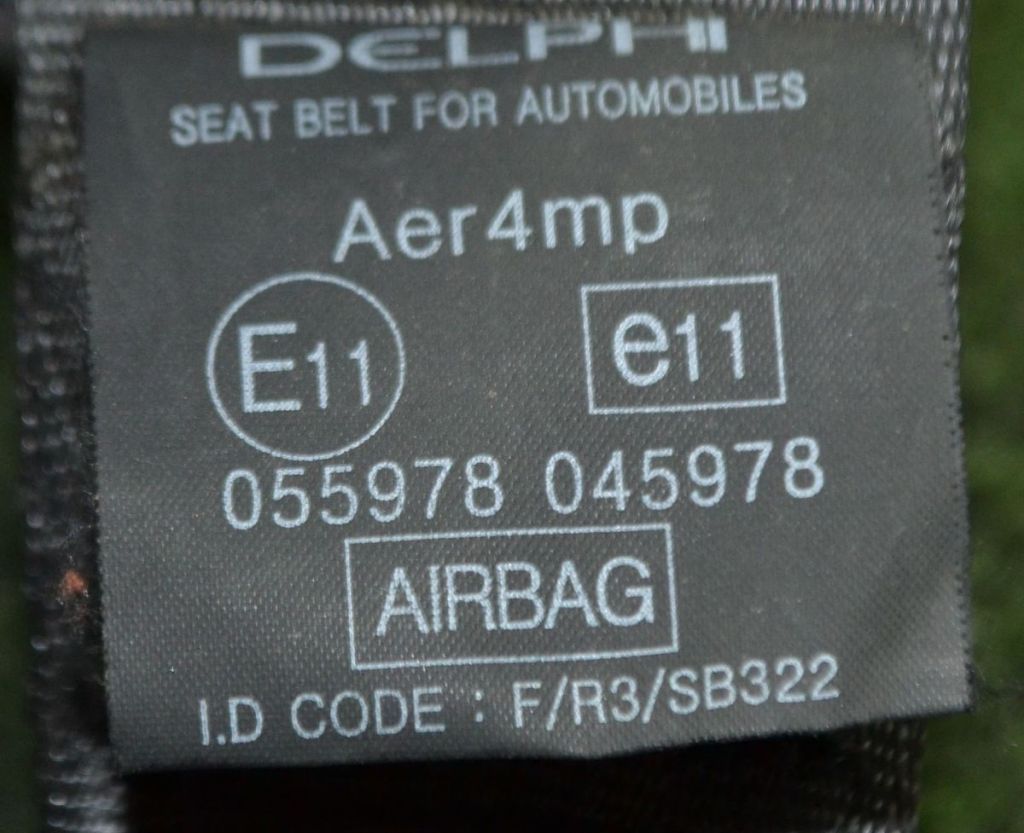 DELPHI
SEAT BELT FOR AUTOMOBILES
Aer4mp
E11 e11
055978 045978
AIRBAG
I.D CODE : F/R3/SB322